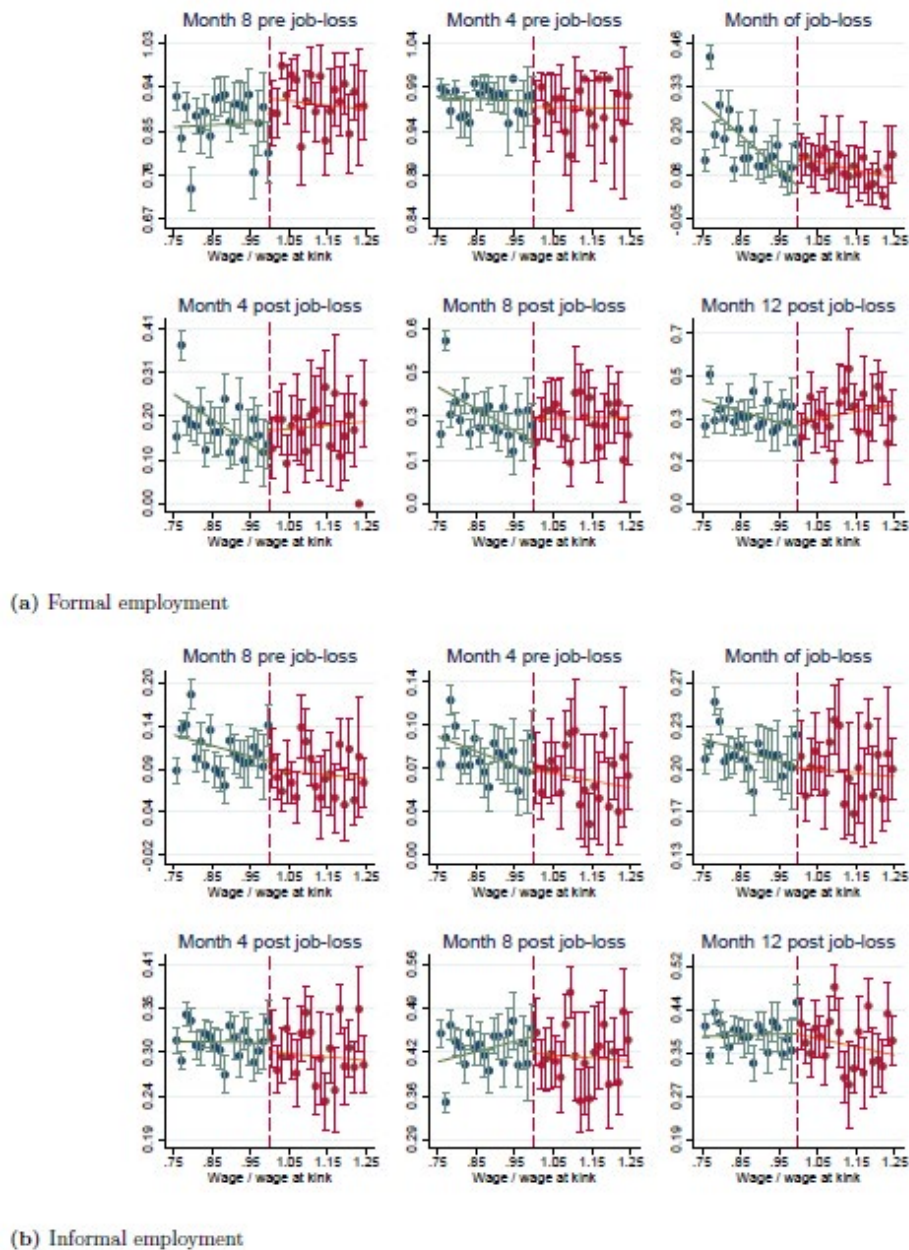 Month 8 pre job-loss Month 4 pre job-loss Month of job-loss
1.03 1.04 0.46
0.94 0.99 0.33
0.85 0.94 0.20
0.76 0.89 0.08
0.67 0.84 -0.05
.75 .85 .95 1.05 1.15 1.25 .75 .85 .95 1.05 1.15 1.25 .75 .85 .95 1.05 1.15 1.25
Wage / wage at kink Wage / wage at kink Wage / wage at kink
Month 4 post job-loss Month 8 post job-loss Month 12 post job-loss
0.41 0.6 0.7
0.31 0.5 0.5
0.20 0.3 0.3
0.10 0.1 0.2
0.00 0.0 0.0
.75 .85 .95 1.05 1.15 1.25 .75 .85 .95 1.05 1.15 1.25 .75 .85 .95 1.05 1.15 1.25
Wage / wage at kink Wage / wage at kink Wage / wage at kink
(a) Formal employment
Month 8 pre job-loss Month 4 pre job-loss Month of job-loss
0.20 0.14 0.27
0.14 0.10 0.23
0.09 0.07 0.20
0.04 0.04 0.17
-0.02 0.00 0.13
.75 .85 .95 1.05 1.15 1.25 .75 .85 .95 1.05 1.15 1.25 .75 .85 .95 1.05 1.15 1.25
Wage / wage at kink Wage / wage at kink Wage / wage at kink
Month 4 post job-loss Month 8 post job-loss Month 12 post job-loss
0.41 0.56 0.52
0.35 0.49 0.44
0.30 0.42 0.35
0.24 0.36 0.27
0.19 0.29 0.19
.75 .85 .95 1.05 1.15 1.25 .75 .85 .95 1.05 1.15 1.25 .75 .85 .95 1.05 1.15 1.25
Wage / wage at kink Wage / wage at kink Wage / wage at kink
(b) Informal employment